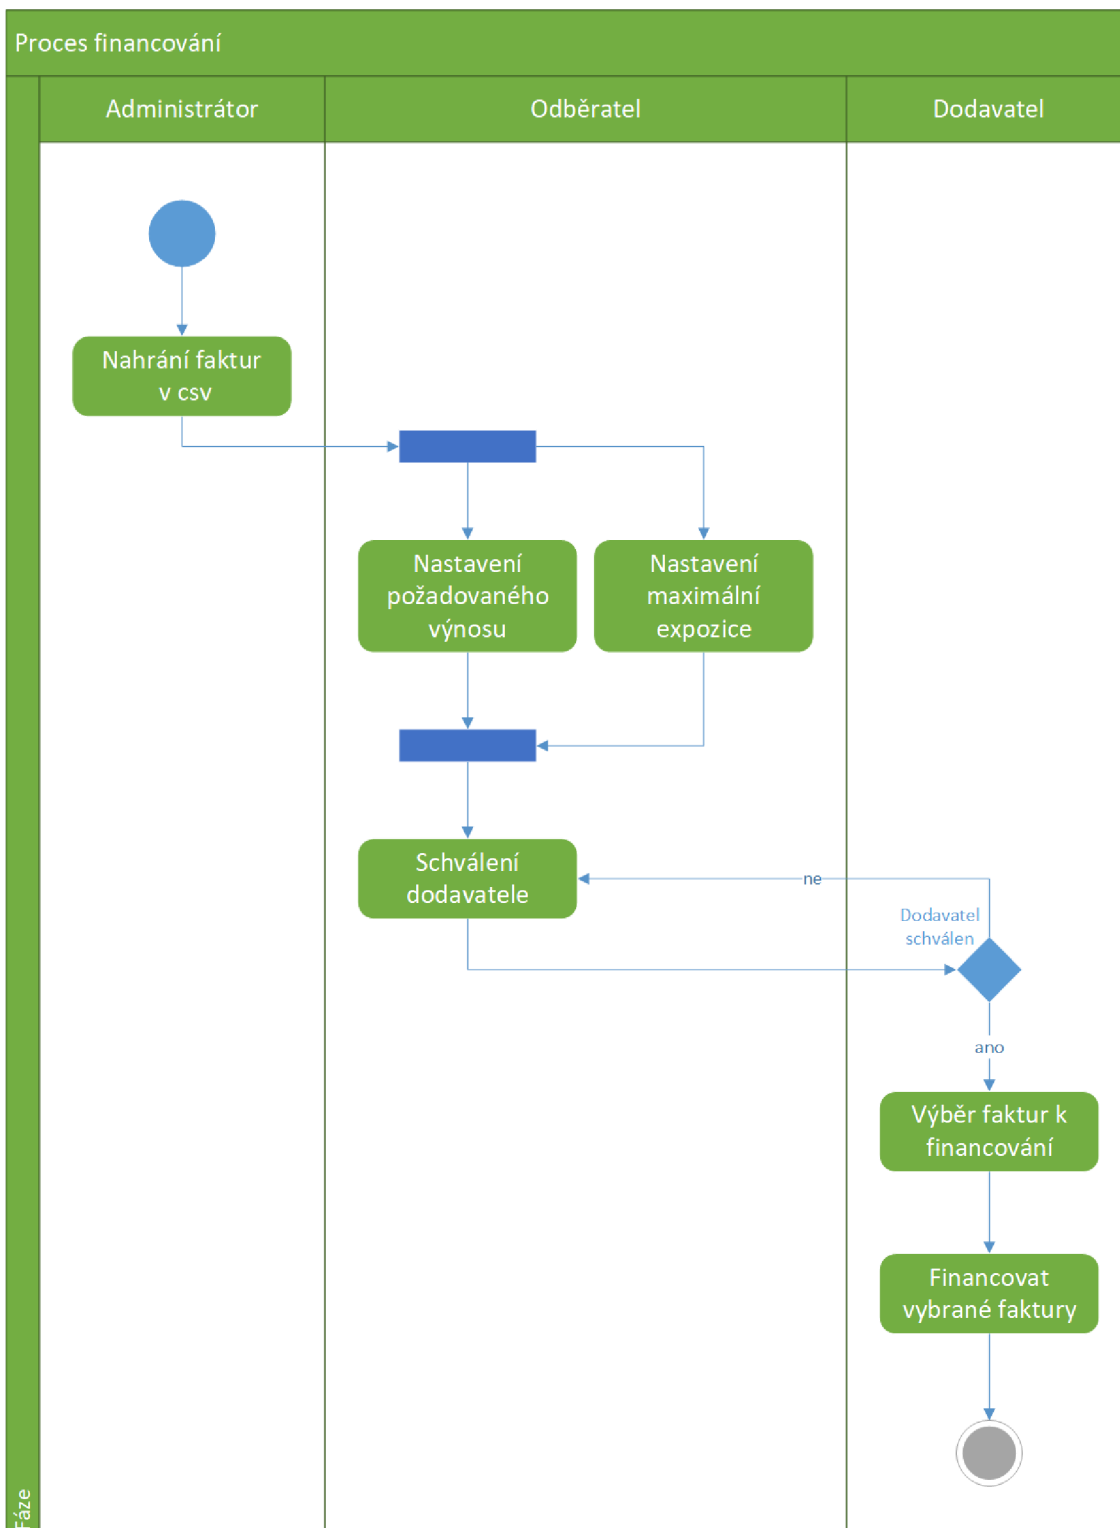 Proces financování
Administrátor
Odběratel
Dodavatel
Nahrání faktur
v csv
Nastavení
požadovaného
výnosu
Nastavení
maximální
expozice
Schválení
dodavatele
ne
Dodavatel
schválen
ano
Výběr faktur k
financování
Financovat
vybrané faktury
Fáze